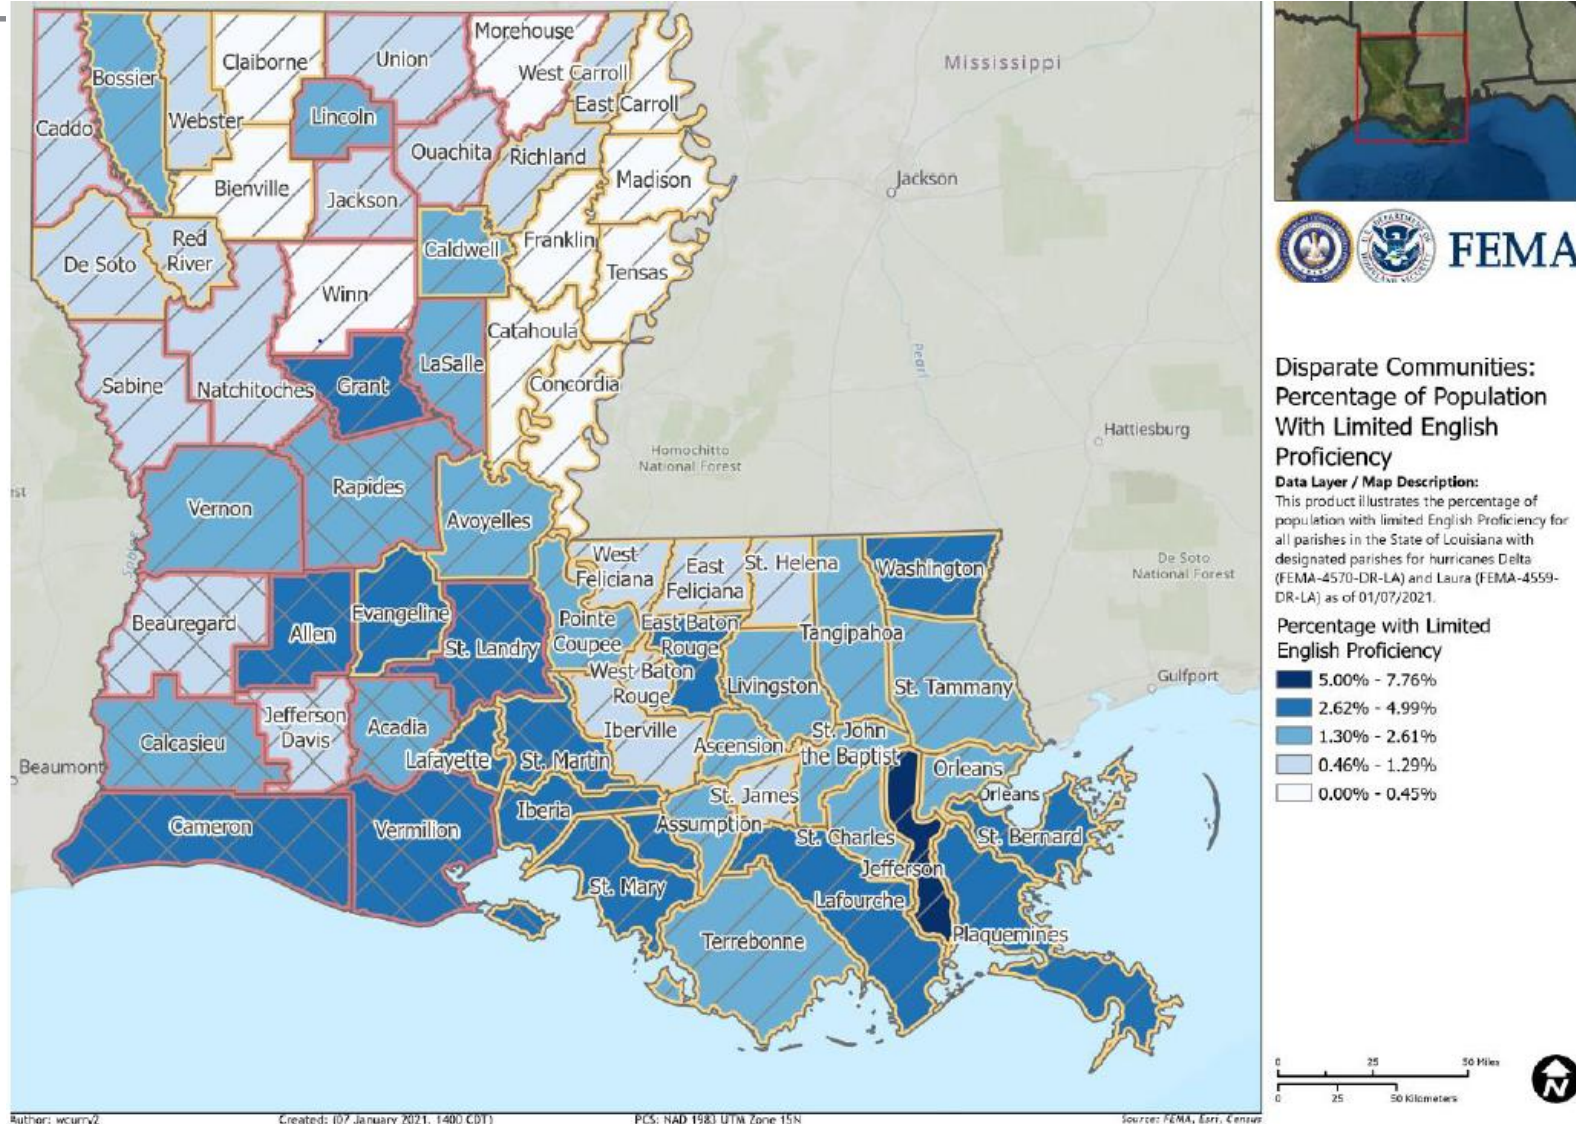 Morehouse
Claiborne
Union
Mississippi
Bossier
West Carroll
East Carroll
Webster
Lincoln
Caddo
Ouachita
Richland
Madison
Jackson
Bienville
Jackson
Red
River
Caldwell
Franklin
De Soto
Tensas
Winn
Catahoula
Pearl
LaSalle
Sabine
Natchitoches
Grant
Concordia
Hattiesburg
Homochitto
National Forest
Rapides
Vernon
Avoyelles
Sabine
De Soto
National Forest
West
Feliciana
East
Feliciana
St. Helena
Washington
Beauregard
Allen
Evangeline
Pointe
Coupee
East Baton
Rouge
Tangipahoa
St. Landry
West Baton
Rouge
Livingston
St. Tammany
Gulfport
Jefferson
Davis
Acadia
Calcasieu
Iberville
Ascension
St. John
the Baptist
Lafayette
St. Martin
Beaumont
Orleans
Orleans
St. James
Iberia
Cameron
Vermilion
Assumption
St. Charles
St. Bernard
Jefferson
St. Mary
Lafourche
Terrebonne
Plaquemines
FEMA
Disparate Communities:
Percentage of Population
With Limited English
Proficiency
Data Layer / Map Description:
This product illustrates the percentage of
population with limited English Proficiency for
all parishes in the State of Louisiana with
designated parishes for hurricanes Delta
(FEMA-4570-DR-LA) and Laura (FEMA-4559-
DR-LA) as of 01/07/2021.
Percentage with Limited
English Proficiency
5.00% - 7.76%
2.62% - 4.99%
1.30% - 2.61%
0.46% - 1.29%
0.00% - 0.45%
0 25 50 Miles
0 25 50 Kilometers
N
Author: wcurry2
Created: (07 January 2021, 1400 CDT)
PCS: NAD 1983 UTM Zone 15N
Source: FEMA, Esri, Census